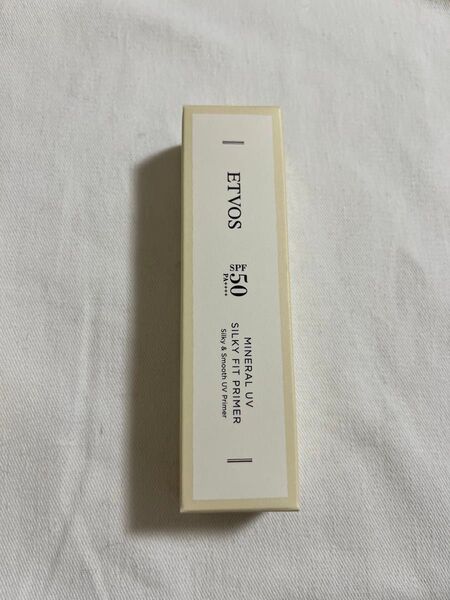 ETVOS
SPF
50
PA++++
MINERAL UV
SILKY FIT PRIMER
Silky & Smooth UV Primer